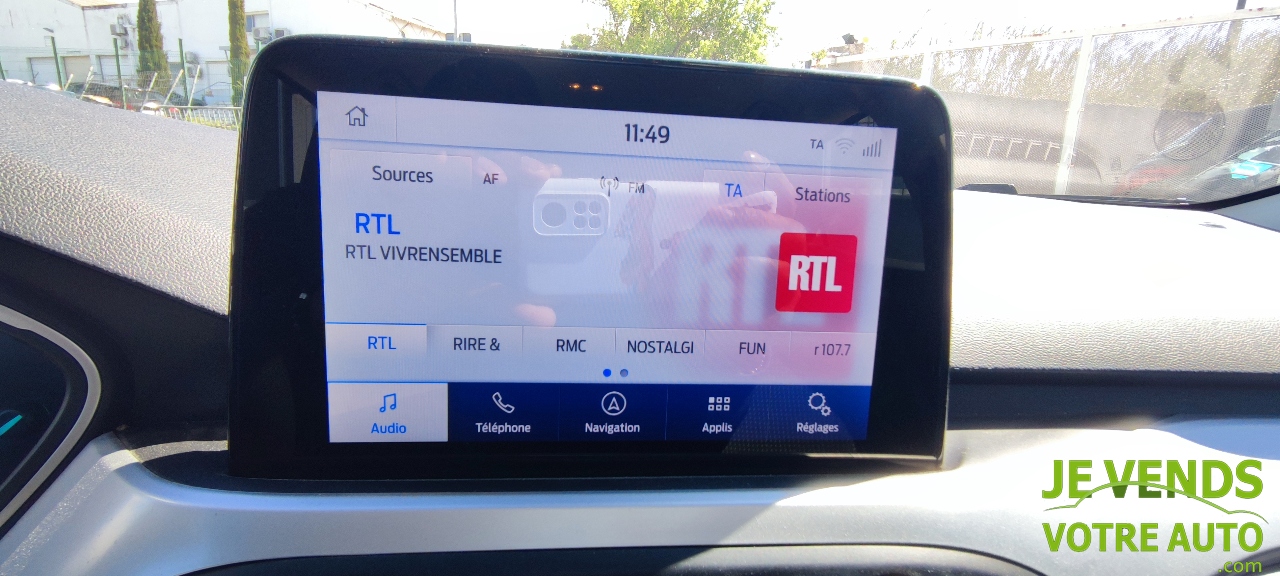 11:49
TA
Sources
AF
FM
TA
Stations
RTL
RTL VIVRENSEMBLE
RTL
RTL
RIRE &
RMC
NOSTALGI
FUN
r107.7
Audio
Téléphone
Navigation
Applis
Réglages
JE VENDS
VOTRE AUTO
.com